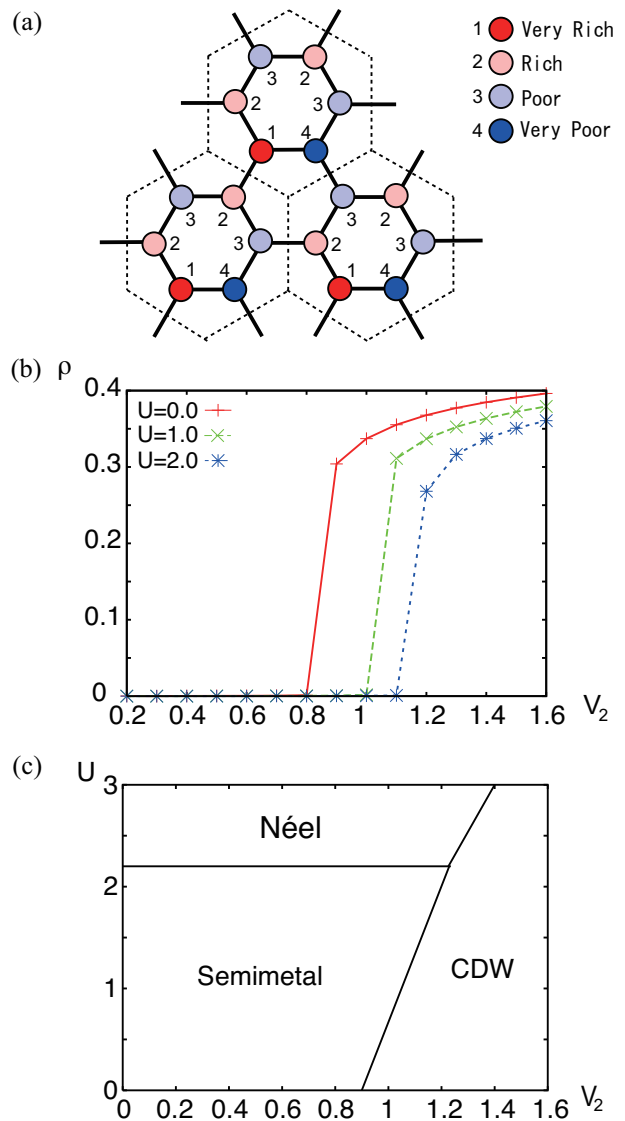 (a)
1 Very Rich
2 Rich
3 Poor
4 Very Poor
3 2
2 3
1 4
3 2 3 2
2 3 2 3
1 4 1 4
(b) ρ
0.4
U=0.0
U=1.0
0.3
U=2.0
0.2
0.1
0
0.2 0.4 0.6 0.8 1 1.2 1.4 V₂ 1.6
(c) U
3
Néel
2
Semimetal CDW
1
0
0 0.2 0.4 0.6 0.8 1 1.2 1.4 V₂ 1.6